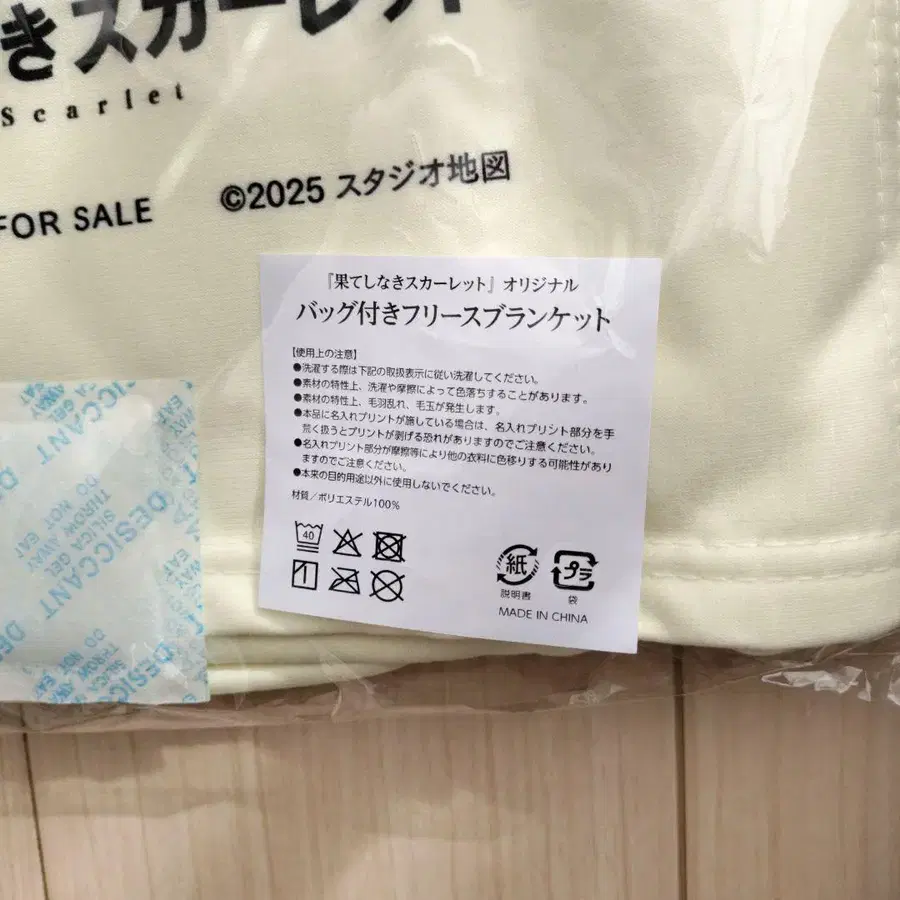 きスカーレット
Scarlet
FOR SALE
©2025 スタジオ地図
『果てしなきスカーレット』オリジナル
バッグ付きフリースブランケット
【使用上の注意】
●洗濯する際は下記の取扱表示に従い洗濯してください。
●素材の特性上、洗濯や摩擦によって色落ちすることがあります。
●素材の特性上、毛羽乱れ、毛玉が発生します。
●本品に名入れプリントが施している場合は、名入れプリント部分を手
荒く扱うとプリントが剥げる恐れがありますのでご注意ください。
●名入れプリント部分が摩擦等により他の衣料に色移りする可能性があり
ますのでご注意ください。
●本来の目的用途以外に使用しないでください。
材質／ポリエステル100%
40
紙
プラ
説明書
袋
MADE IN CHINA
DESICCANT
SILICA GEL
THROW AWAY
DO NOT EAT